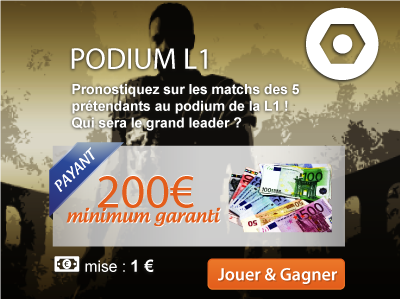 PODIUM L1
Pronostiquez sur les matchs des 5
prétendants au podium de la L1 !
Qui sera le grand leader ?
PAYANT
200€
minimum garanti
mise : 1 €
Jouer & Gagner